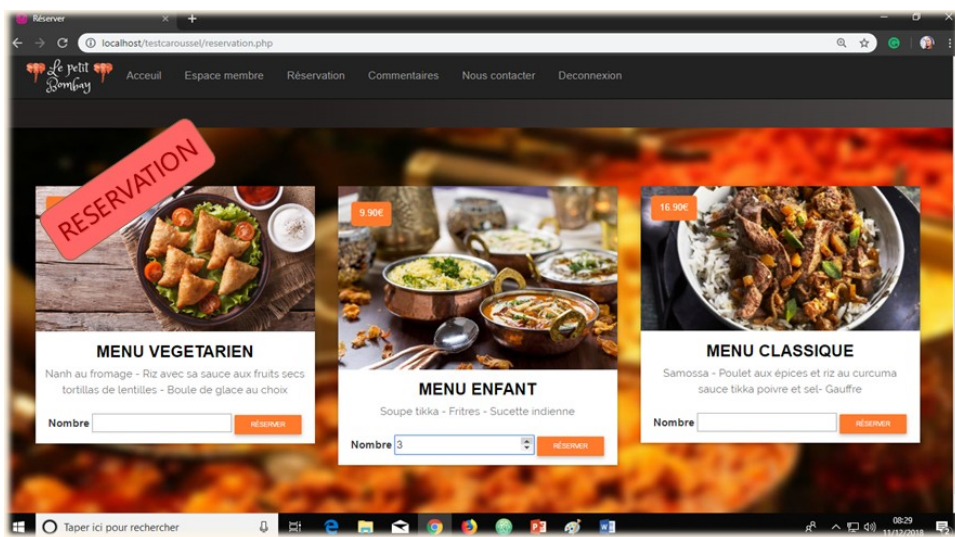 Réserver
localhost/testcaroussel/reservation.php
Le petit
Bombay
Acceuil Espace membre Réservation Commentaires Nous contacter Deconnexion
RESERVATION
9.90€
16.90€
MENU VEGETARIEN
Nanh au fromage - Riz avec sa sauce aux fruits secs
tortillas de lentilles - Boule de glace au choix
Nombre RÉSERVER
MENU ENFANT
Soupe tikka - Fritres - Sucette indienne
Nombre 3 RÉSERVER
MENU CLASSIQUE
Samossa - Poulet aux épices et riz au curcuma
sauce tikka poivre et sel- Gauffre
Nombre RÉSERVER
Taper ici pour rechercher
08:29
11/12/2018